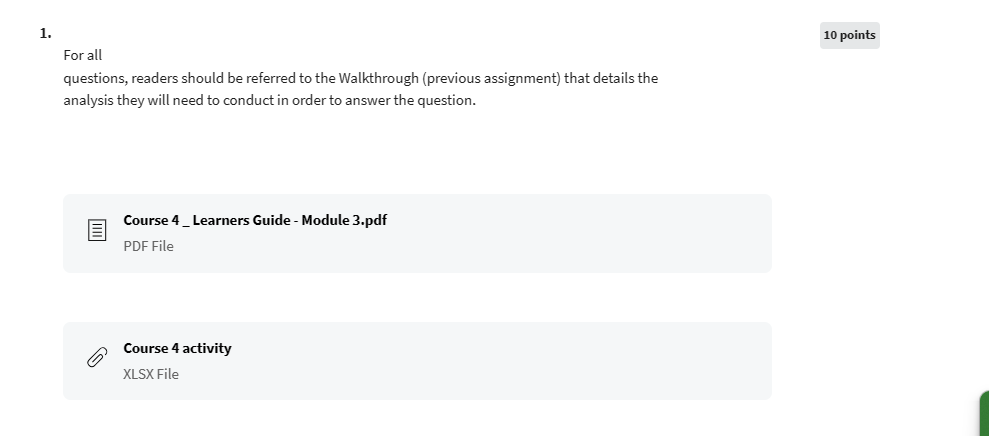 1.
10 points
For all
questions, readers should be referred to the Walkthrough (previous assignment) that details the
analysis they will need to conduct in order to answer the question.
Course 4 _ Learners Guide - Module 3.pdf
PDF File
Course 4 activity
XLSX File